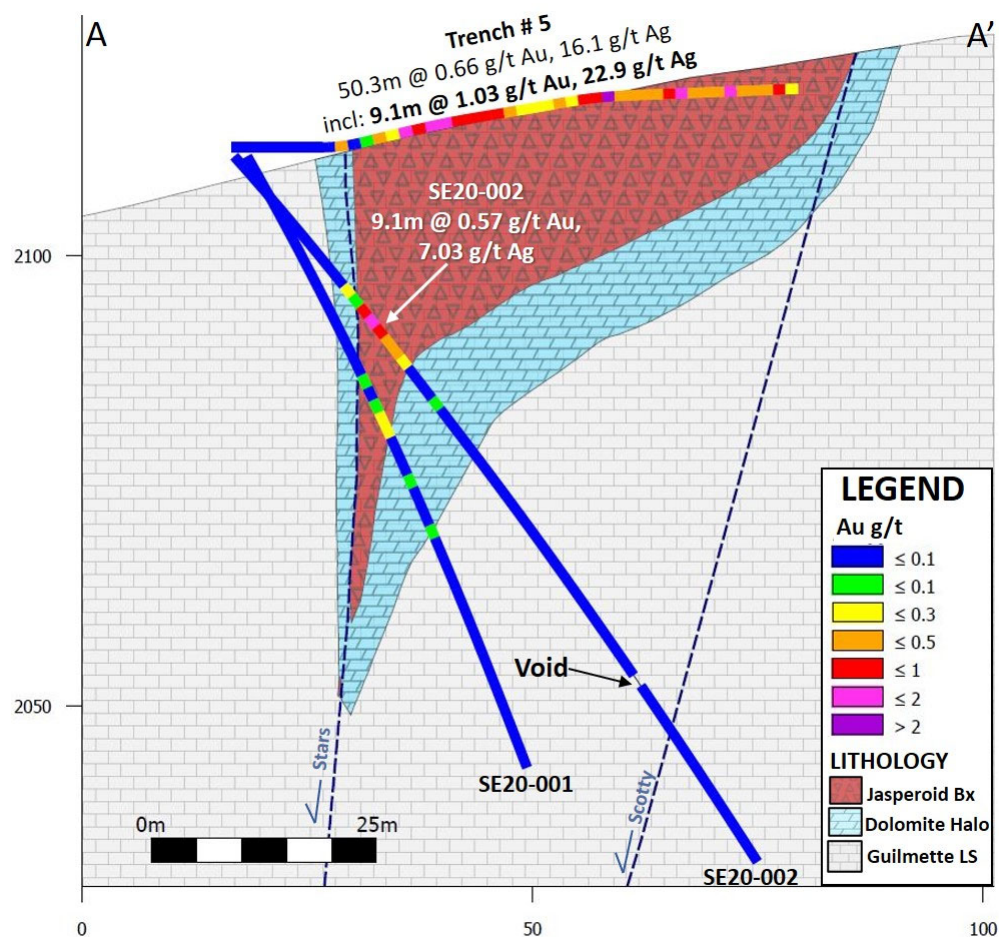 A
A'
Trench # 5
50.3m @ 0.66 g/t Au, 16.1 g/t Ag
incl: 9.1m @ 1.03 g/t Au, 22.9 g/t Ag
SE20-002
9.1m @ 0.57 g/t Au,
7.03 g/t Ag
2100
2050
Void
SE20-001
SE20-002
Stars
Scotty
0m
25m
0
50
100
LEGEND
Au g/t
≤ 0.1
≤ 0.1
≤ 0.3
≤ 0.5
≤ 1
≤ 2
> 2
LITHOLOGY
Jasperoid Bx
Dolomite Halo
Guilmette LS